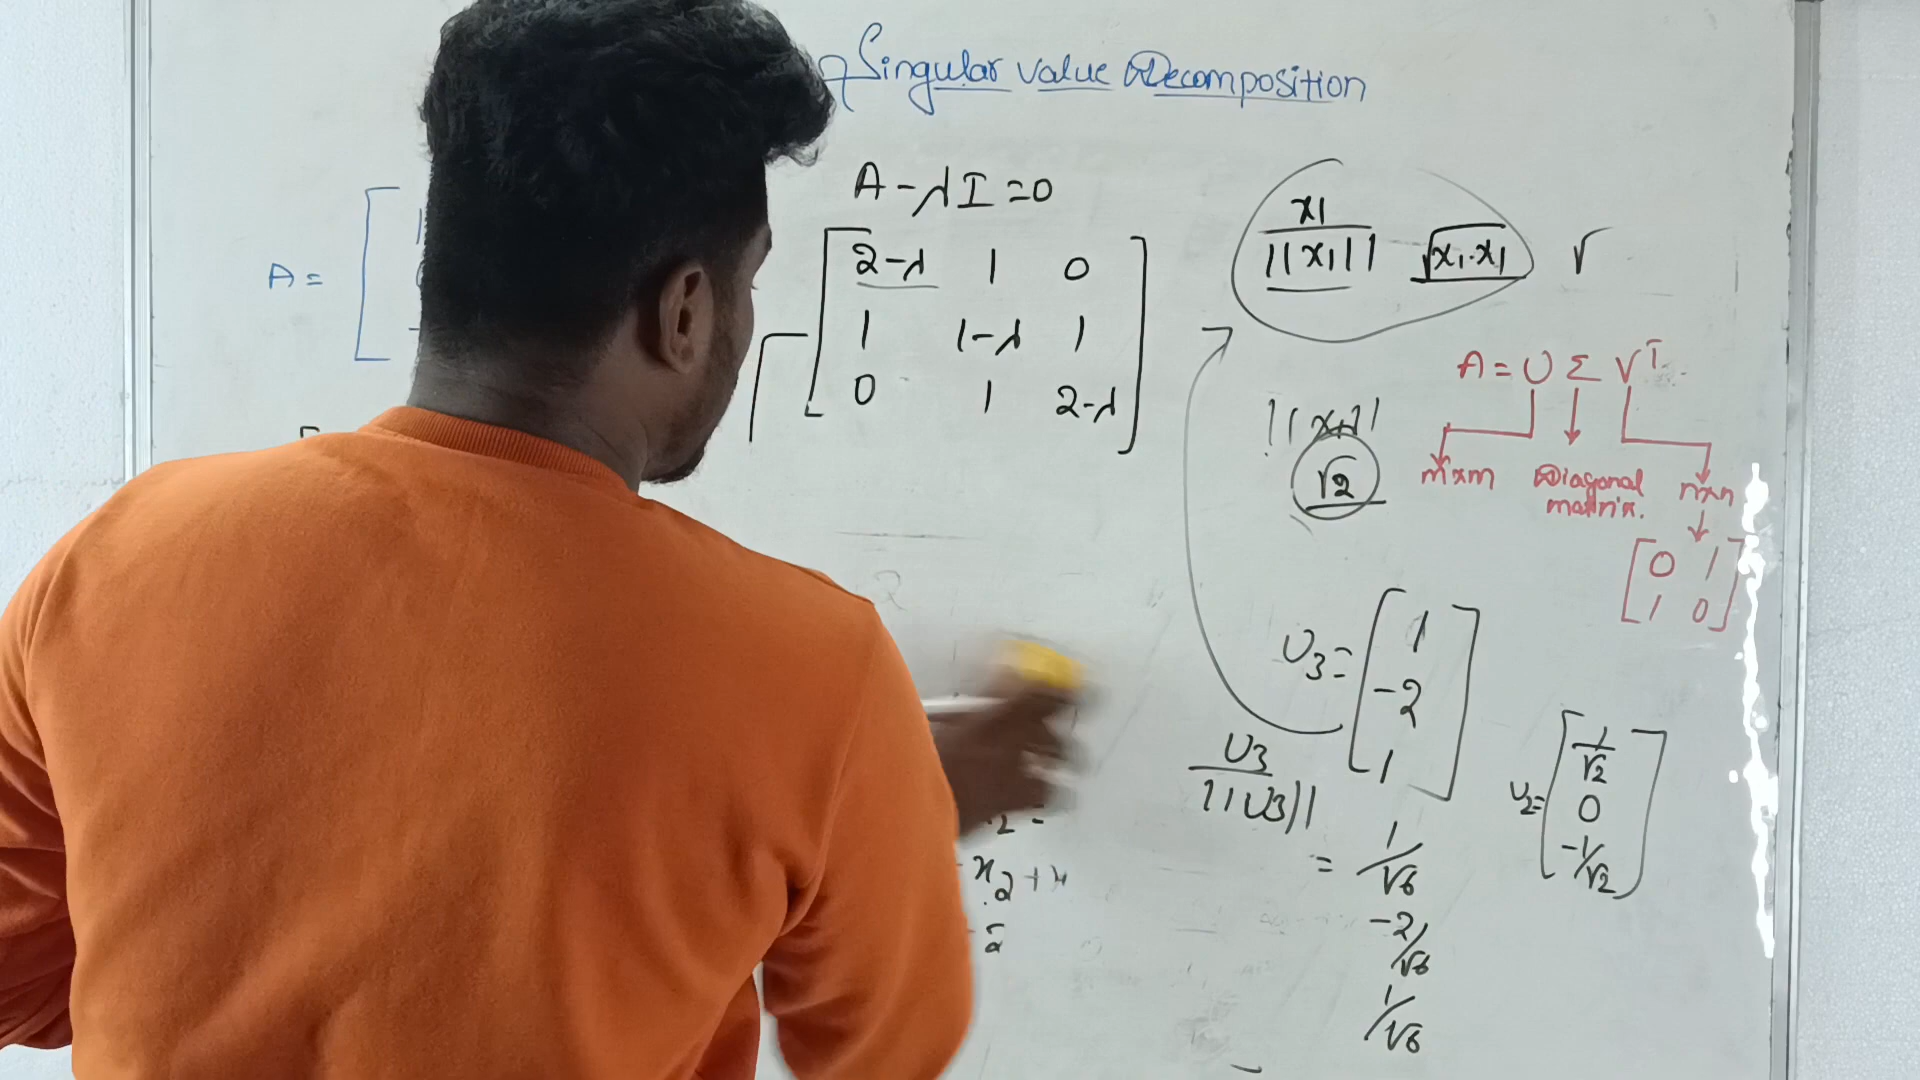 Singular value Decomposition
A =
A - λI = 0
2-λ 1 0
1 1-λ 1
0 1 2-λ
x1
||x1|| √x1.x1 √
||x1||
√2
A = U Σ V^T
m×m Diagonal matrix. n×n
0 1
1 0
U3 =
1
-2
1
U3
||U3||
=
1/√6
-2/√6
1/√6
U2 =
1/√2
0
-1/√2
x2 +